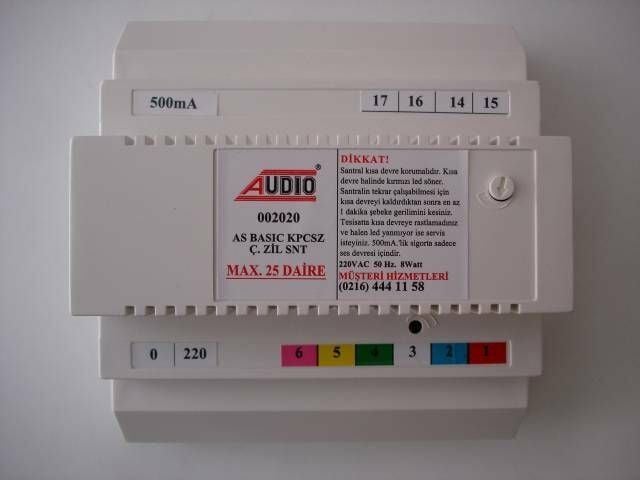 500mA
17 16 14 15
AUDIO®
002020
AS BASIC KPCSZ
Ç. ZİL SNT
MAX. 25 DAİRE
DİKKAT!
Santral kısa devre korumalıdır. Kısa
devre halinde kırmızı led söner.
Santralin tekrar çalışabilmesi için
kısa devreyi kaldırdıktan sonra en az
1 dakika şebeke gerilimini kesiniz.
Tesisatta kısa devreye rastlamadınız
ve halen led yanmıyor ise servis
isteyiniz. 500mA.'lik sigorta sadece
ses devresi içindir.
220VAC 50 Hz. 8Watt
MÜŞTERİ HİZMETLERİ
(0216) 444 11 58
0 220
6 5 4 3 2 1